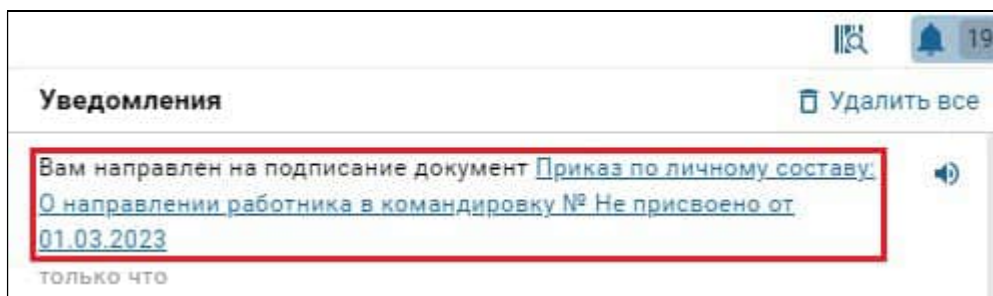 19
Уведомления
Удалить все
Вам направлен на подписание документ Приказ по личному составу:
О направлении работника в командировку № Не присвоено от
01.03.2023
только что